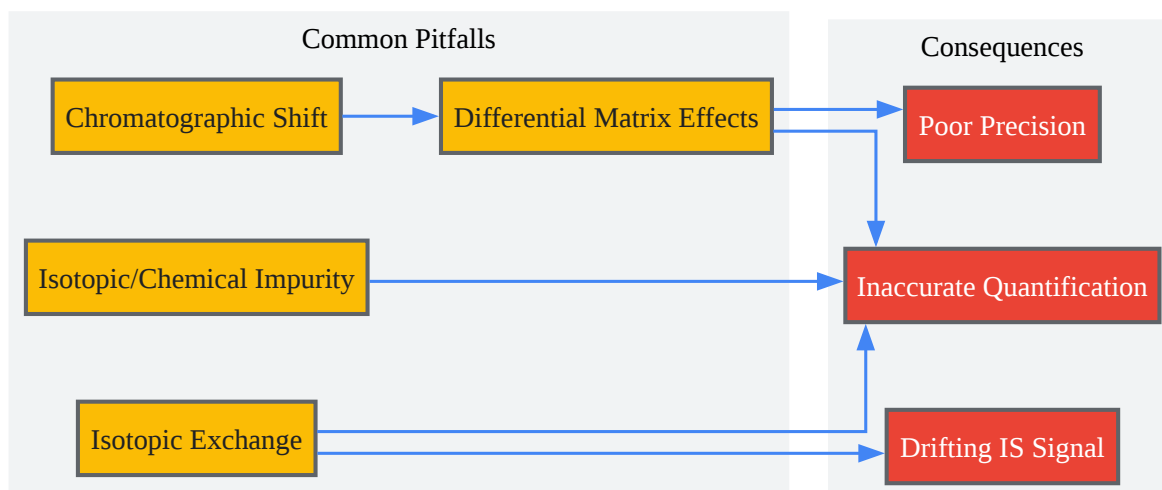 Common Pitfalls
Chromatographic Shift
Differential Matrix Effects
Isotopic/Chemical Impurity
Isotopic Exchange
Consequences
Poor Precision
Inaccurate Quantification
Drifting IS Signal